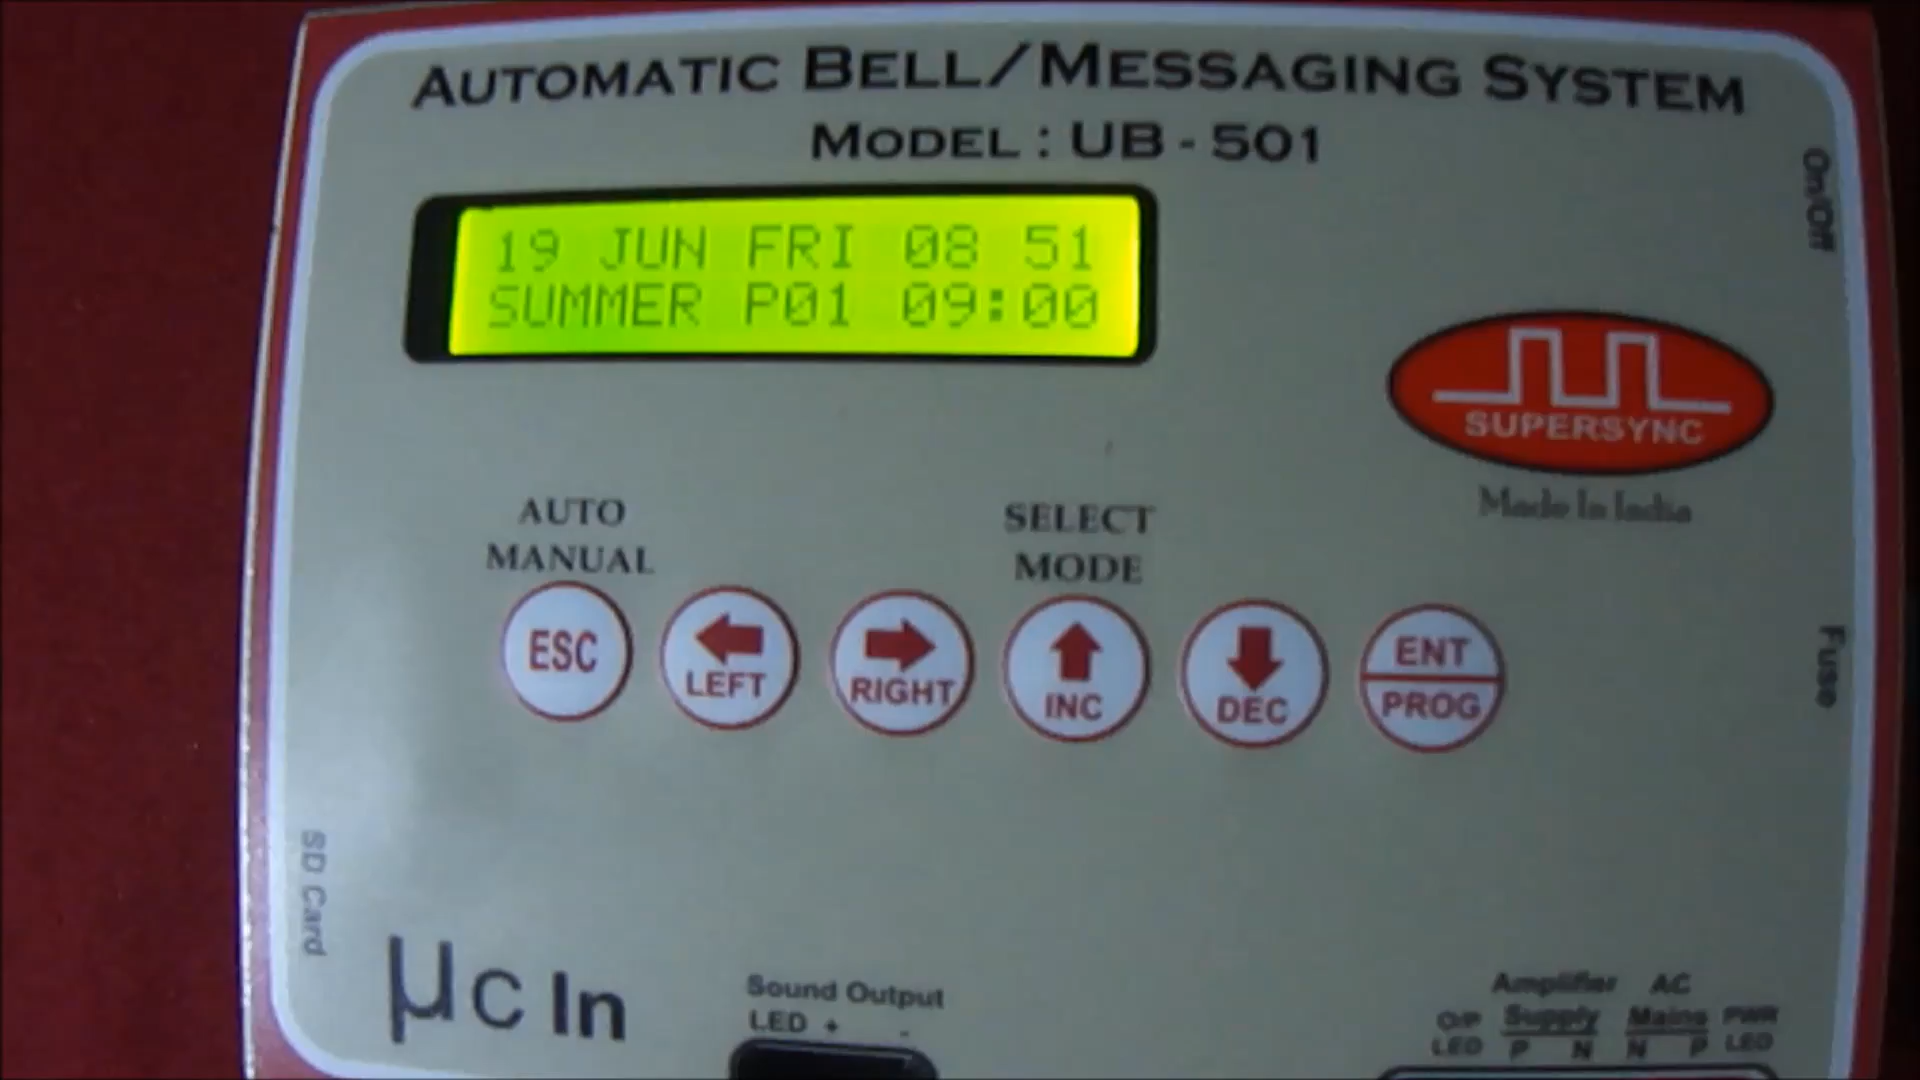 AUTOMATIC BELL/MESSAGING SYSTEM
MODEL : UB - 501
On/Off
19 JUN FRI 08 51
SUMMER P01 09:00
SUPERSYNC
Made In India
AUTO
MANUAL
SELECT
MODE
ESC
LEFT
RIGHT
INC
DEC
ENT
PROG
Fuse
SD Card
µc In
Sound Output
LED + -
Amplifier AC
O/P Supply Mains PWR
LED P N N P LED